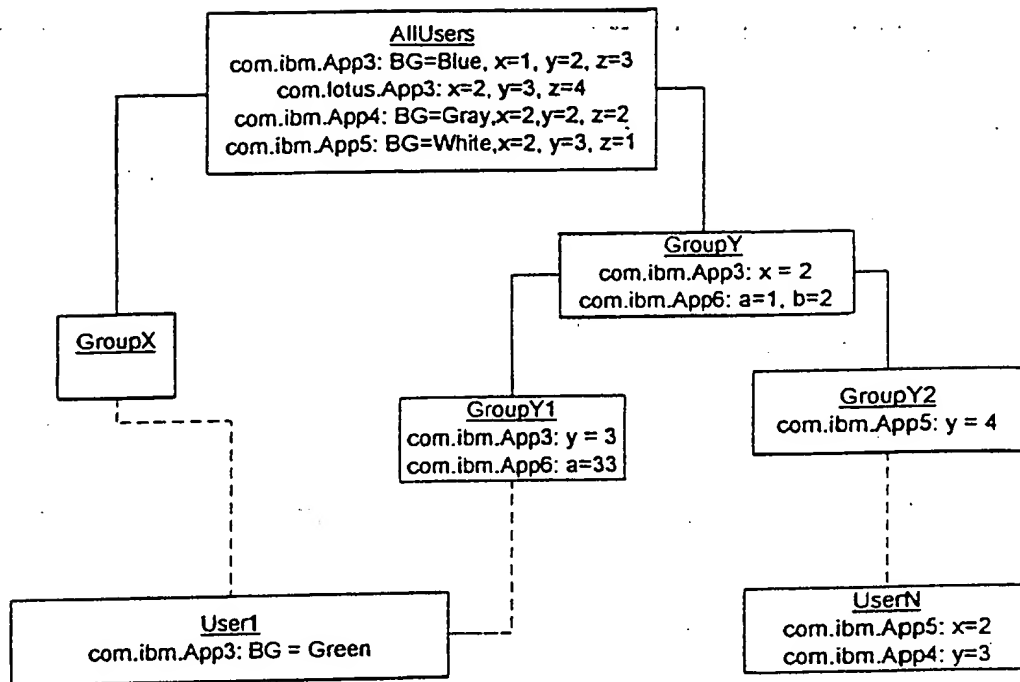 AllUsers
com.ibm.App3: BG=Blue, x=1, y=2, z=3
com.lotus.App3: x=2, y=3, z=4
com.ibm.App4: BG=Gray,x=2,y=2, z=2
com.ibm.App5: BG=White,x=2, y=3, z=1
GroupY
com.ibm.App3: x = 2
com.ibm.App6: a=1, b=2
GroupX
GroupY1
com.ibm.App3: y = 3
com.ibm.App6: a=33
GroupY2
com.ibm.App5: y = 4
User1
com.ibm.App3: BG = Green
UserN
com.ibm.App5: x=2
com.ibm.App4: y=3